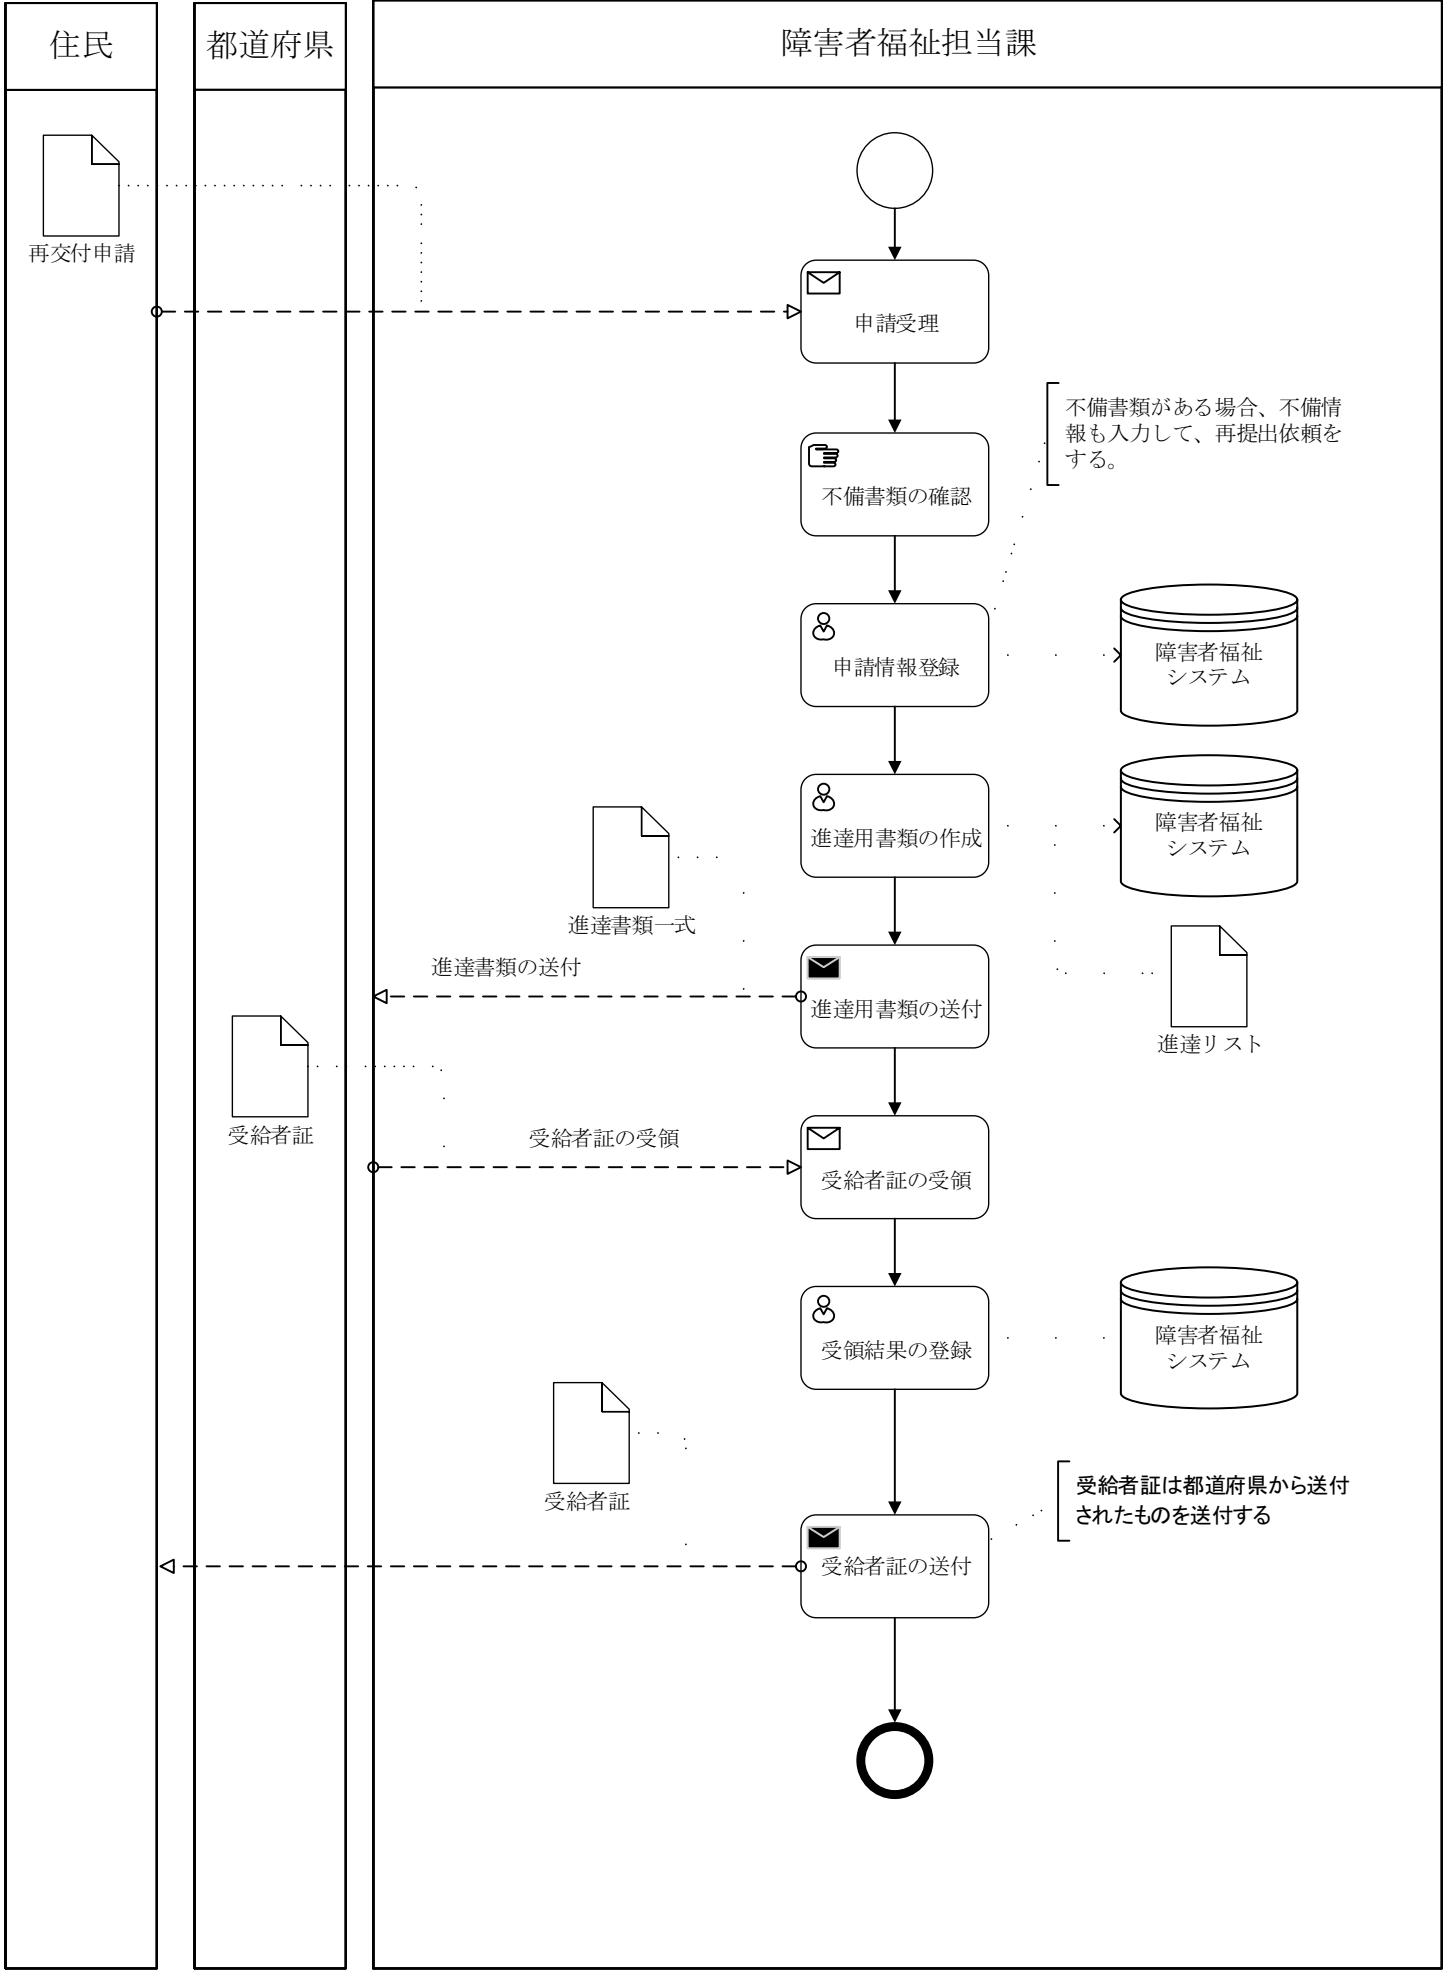 住民
都道府県
障害者福祉担当課
再交付申請
申請受理
不備書類がある場合、不備情
報も入力して、再提出依頼を
する。
不備書類の確認
申請情報登録
障害者福祉
システム
進達用書類の作成
障害者福祉
システム
進達書類一式
進達書類の送付
進達用書類の送付
進達リスト
受給者証
受給者証の受領
受給者証の受領
受領結果の登録
障害者福祉
システム
受給者証
受給者証は都道府県から送付
されたものを送付する
受給者証の送付